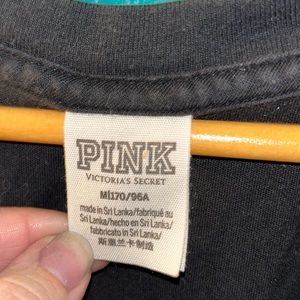 PINK
VICTORIA'S SECRET
M|170/96A
made in Sri Lanka/fabriqué au
Sri Lanka/hecho en Sri Lanka/
fabbricato in Sri Lanka/
斯里兰卡制造